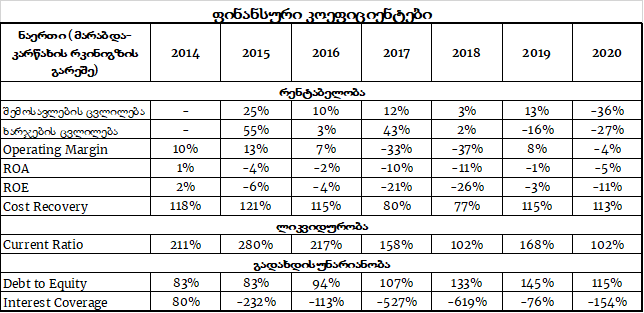 ფინანსური კოეფიციენტები
ნაერთი (მარაბდა-
კარწახის რკინიგზის
გარეშე) 2014 2015 2016 2017 2018 2019 2020
რენტაბელობა
შემოსავლების ცვლილება - 25% 10% 12% 3% 13% -36%
ხარჯების ცვლილება - 55% 3% 43% 2% -16% -27%
Operating Margin 10% 13% 7% -33% -37% 8% -4%
ROA 1% -4% -2% -10% -11% -1% -5%
ROE 2% -6% -4% -21% -26% -3% -11%
Cost Recovery 118% 121% 115% 80% 77% 115% 113%
ლიკვიდურობა
Current Ratio 211% 280% 217% 158% 102% 168% 102%
გადახდისუნარიანობა
Debt to Equity 83% 83% 94% 107% 133% 145% 115%
Interest Coverage 80% -232% -113% -527% -619% -76% -154%